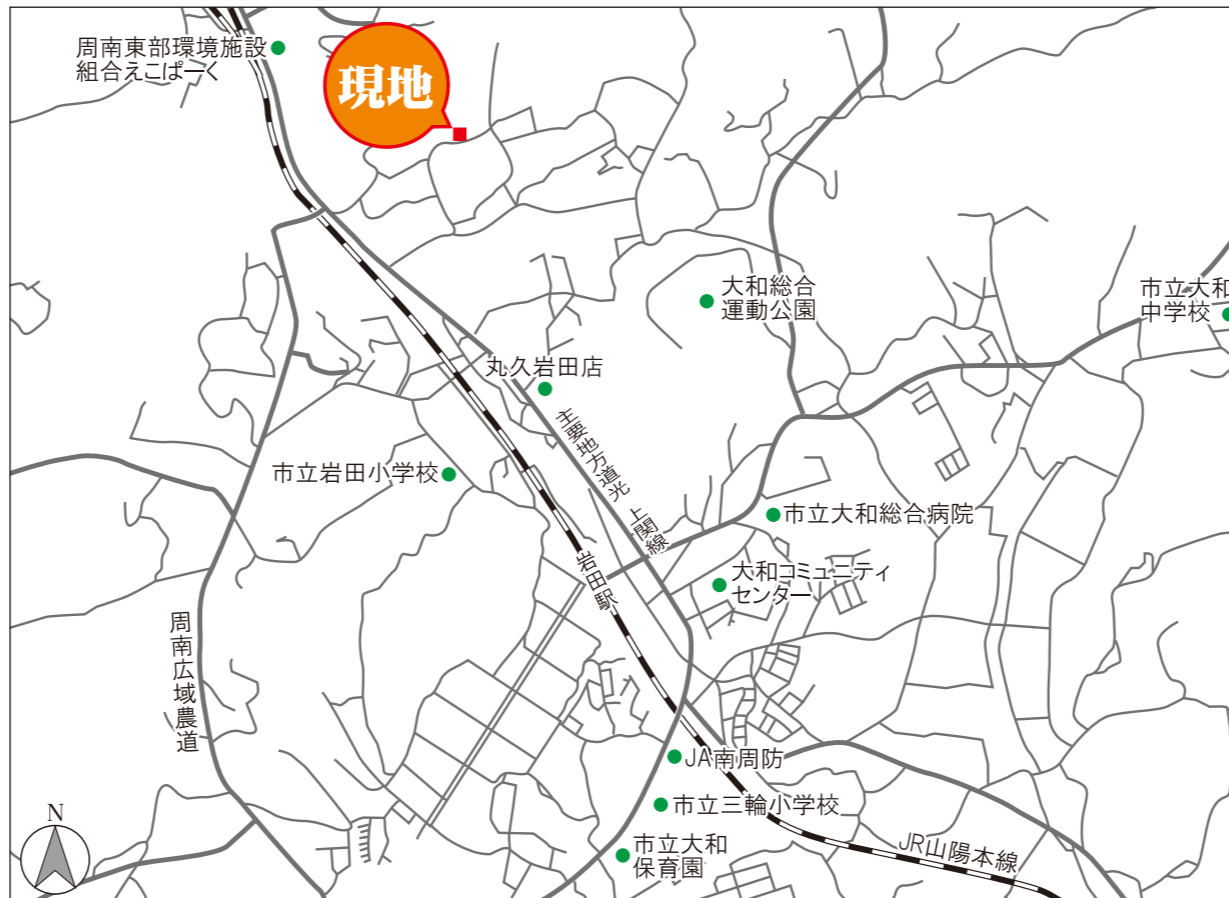 周南東部環境施設
組合えこぱーく
現地
大和総合
運動公園
市立大和
中学校
丸久岩田店
主要地方道光上関線
市立岩田小学校
市立大和総合病院
岩田駅
大和コミュニティ
センター
周南広域農道
JA南周防
市立三輪小学校
市立大和
保育園
JR山陽本線
N